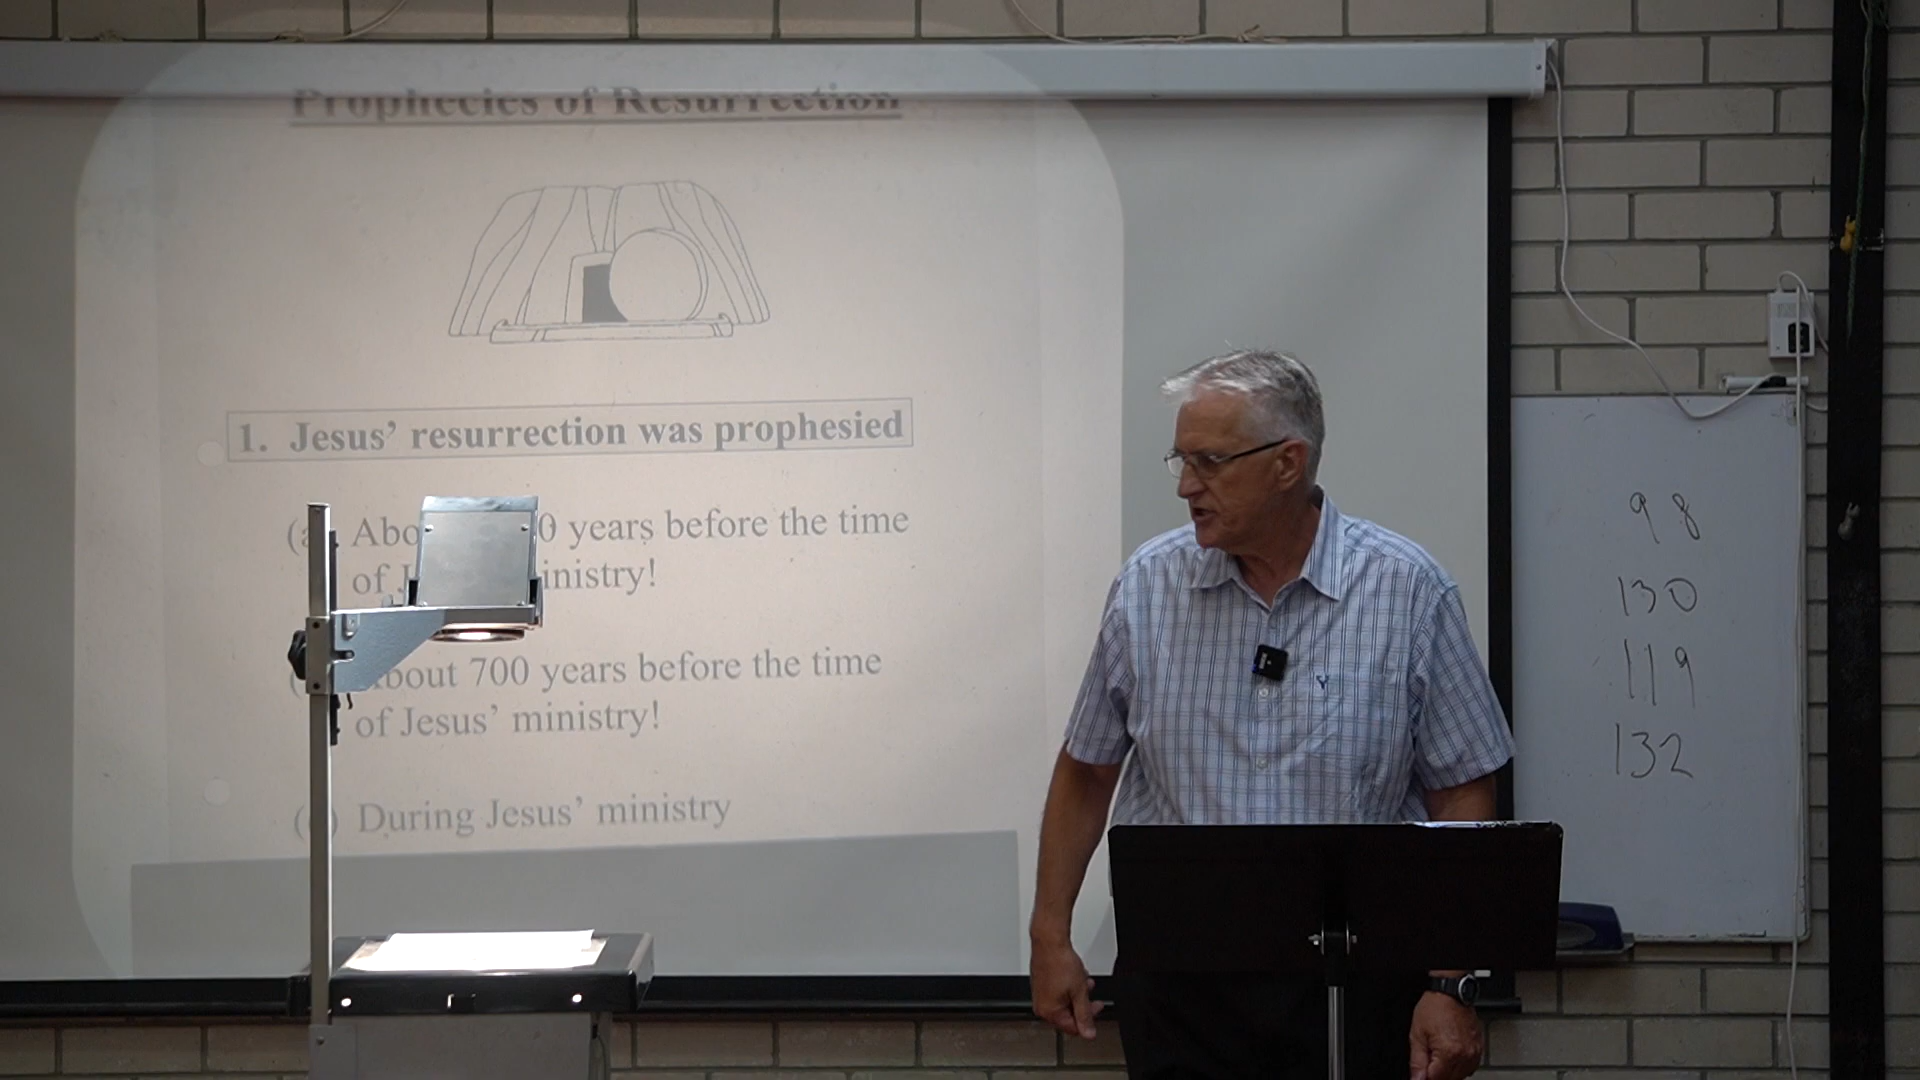 Prophecies of Resurrection
1. Jesus’ resurrection was prophesied
years before the time
of
(b) About 700 years before the time
of Jesus’ ministry!
During Jesus’ ministry
98
130
119
132